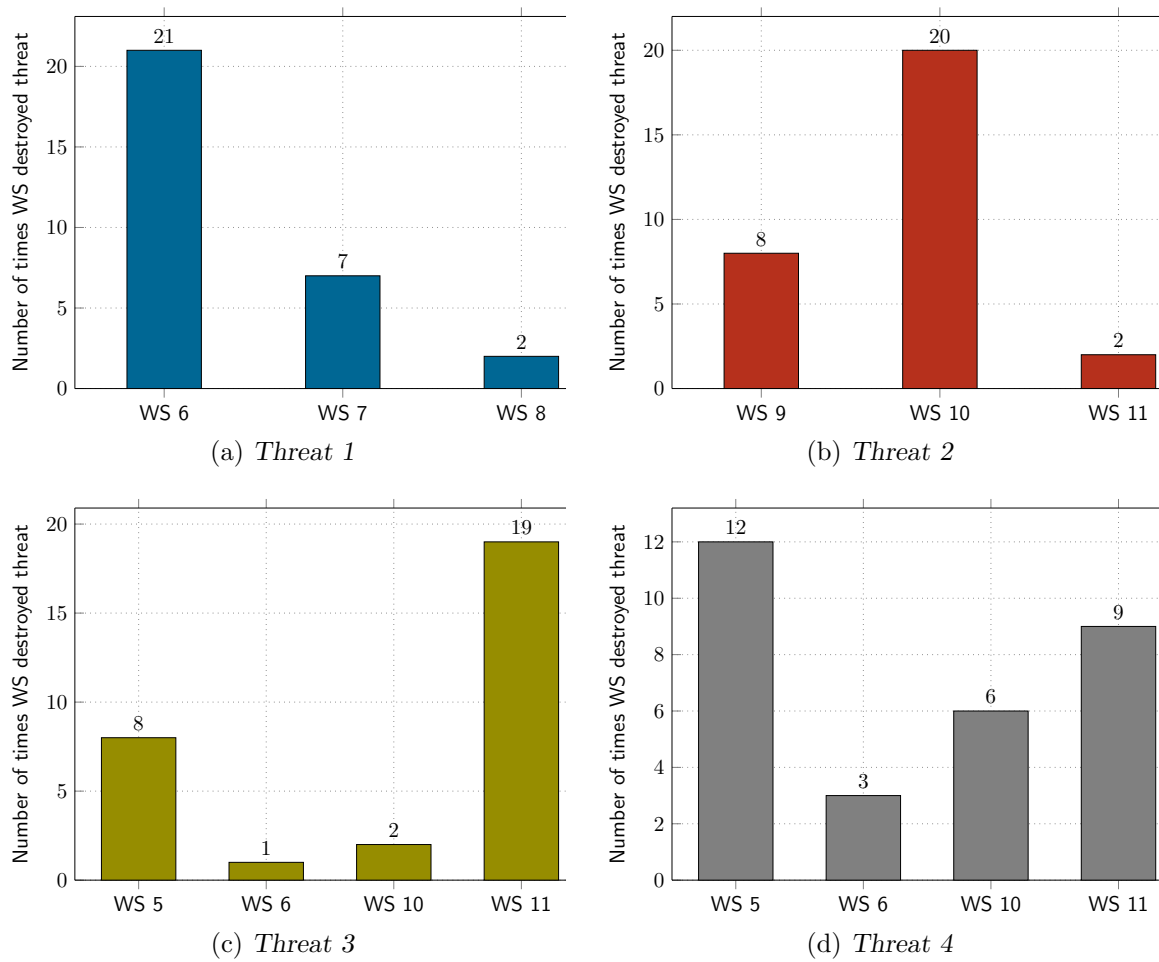 Number of times WS destroyed threat
20
15
10
5
0
21
7
2
WS 6
WS 7
WS 8
(a) Threat 1
Number of times WS destroyed threat
20
15
10
5
0
8
20
2
WS 9
WS 10
WS 11
(b) Threat 2
Number of times WS destroyed threat
20
15
10
5
0
8
1
2
19
WS 5
WS 6
WS 10
WS 11
(c) Threat 3
Number of times WS destroyed threat
12
10
8
6
4
2
0
12
3
6
9
WS 5
WS 6
WS 10
WS 11
(d) Threat 4